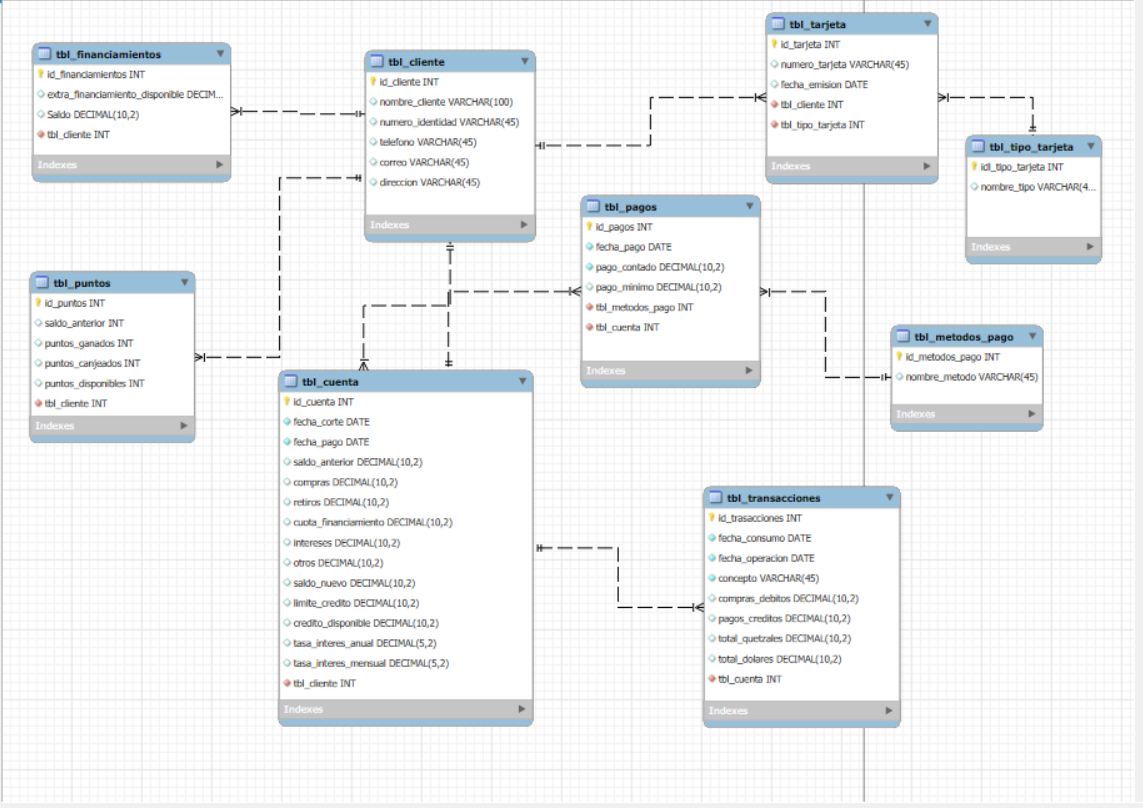 tbl_financiamientos
id_financiamientos INT
extra_financiamiento_disponible DECIM...
Saldo DECIMAL(10,2)
tbl_cliente INT
Indexes
tbl_cliente
id_cliente INT
nombre_cliente VARCHAR(100)
numero_identidad VARCHAR(45)
telefono VARCHAR(45)
correo VARCHAR(45)
direccion VARCHAR(45)
Indexes
tbl_tarjeta
id_tarjeta INT
numero_tarjeta VARCHAR(45)
fecha_emision DATE
tbl_cliente INT
tbl_tipo_tarjeta INT
Indexes
tbl_tipo_tarjeta
idl_tipo_tarjeta INT
nombre_tipo VARCHAR(4...
Indexes
tbl_pagos
id_pagos INT
fecha_pago DATE
pago_contado DECIMAL(10,2)
pago_minimo DECIMAL(10,2)
tbl_metodos_pago INT
tbl_cuenta INT
Indexes
tbl_puntos
id_puntos INT
saldo_anterior INT
puntos_ganados INT
puntos_canjeados INT
puntos_disponibles INT
tbl_cliente INT
Indexes
tbl_metodos_pago
id_metodos_pago INT
nombre_metodo VARCHAR(45)
Indexes
tbl_cuenta
id_cuenta INT
fecha_corte DATE
fecha_pago DATE
saldo_anterior DECIMAL(10,2)
compras DECIMAL(10,2)
retiros DECIMAL(10,2)
cuota_financiamiento DECIMAL(10,2)
intereses DECIMAL(10,2)
otros DECIMAL(10,2)
saldo_nuevo DECIMAL(10,2)
limite_credito DECIMAL(10,2)
credito_disponible DECIMAL(10,2)
tasa_interes_anual DECIMAL(5,2)
tasa_interes_mensual DECIMAL(5,2)
tbl_cliente INT
Indexes
tbl_transacciones
id_trasacciones INT
fecha_consumo DATE
fecha_operacion DATE
concepto VARCHAR(45)
compras_debitos DECIMAL(10,2)
pagos_creditos DECIMAL(10,2)
total_quetzales DECIMAL(10,2)
total_dolares DECIMAL(10,2)
tbl_cuenta INT
Indexes